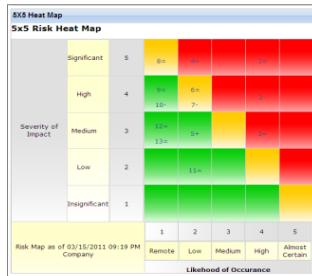 5X5 Heat Map
5x5 Risk Heat Map
Significant 5 8=
High 4 9= 6=
10- 7-
Severity of
Impact
Medium 3 12= 5+
13=
Low 2 11=
Insignificant 1
1 2 3 4 5
Remote Low Medium High Almost
Certain
Risk Map as of 03/15/2011 09:19 PM
Company
Likehood of Occurance